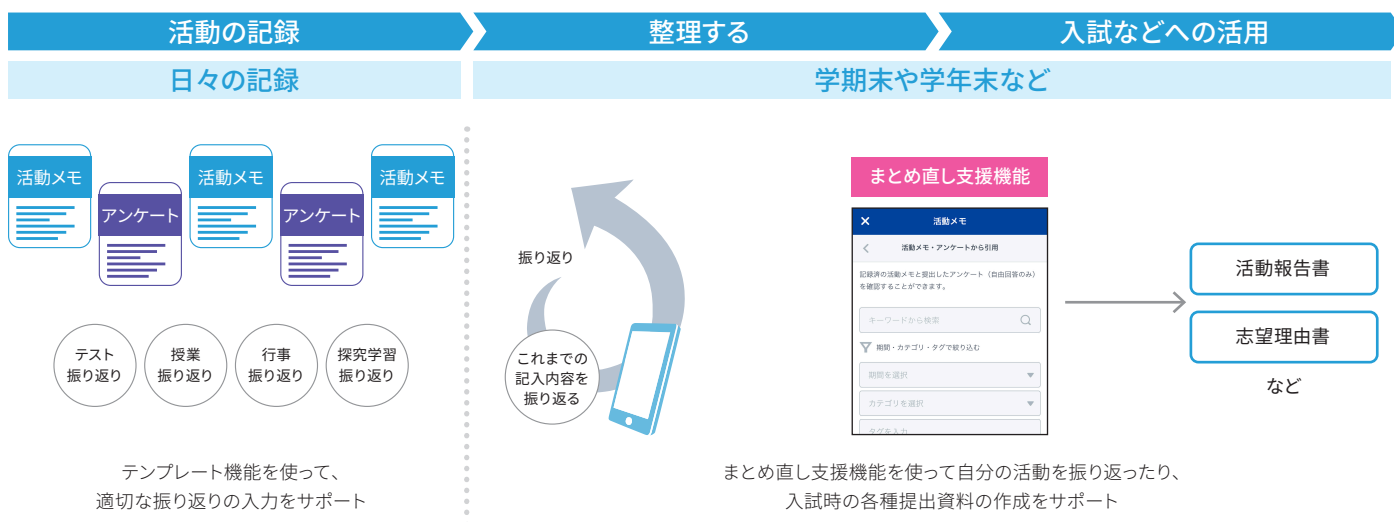 活動の記録
整理する
入試などへの活用
日々の記録
学期末や学年末など
活動メモ
アンケート
活動メモ
アンケート
活動メモ
テスト
振り返り
授業
振り返り
行事
振り返り
探究学習
振り返り
テンプレート機能を使って、
適切な振り返りの入力をサポート
振り返り
これまでの
記入内容を
振り返る
まとめ直し支援機能
活動メモ
活動メモ・アンケートから引用
記録済の活動メモと提出したアンケート（自由回答のみ）
を確認することができます。
キーワードから検索
期間・カテゴリ・タグで絞り込む
期間を選択
カテゴリを選択
タグを入力
活動報告書
志望理由書
など
まとめ直し支援機能を使って自分の活動を振り返ったり、
入試時の各種提出資料の作成をサポート